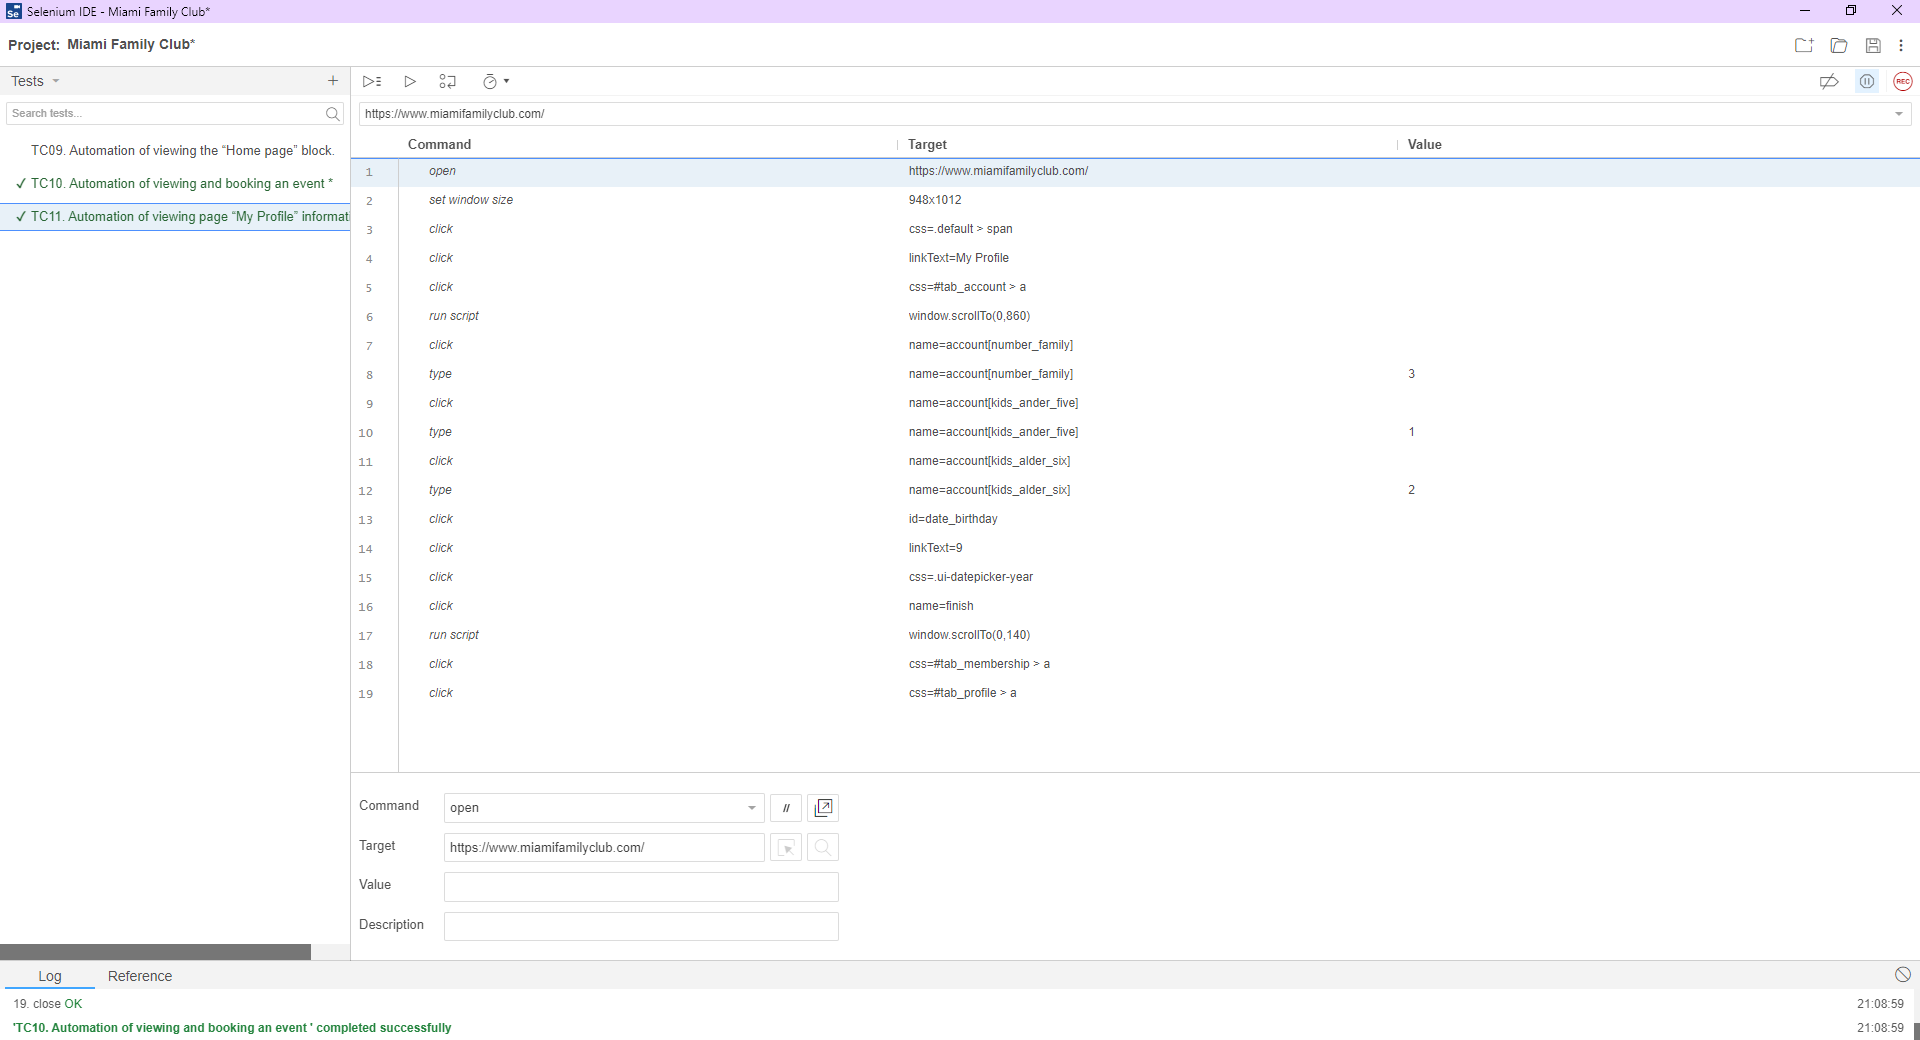 Selenium IDE - Miami Family Club*
Project: Miami Family Club*
Tests
Search tests...
TC09. Automation of viewing the “Home page” block.
✓ TC10. Automation of viewing and booking an event *
✓ TC11. Automation of viewing page “My Profile” informati
REC
https://www.miamifamilyclub.com/
Command Target Value
1 open https://www.miamifamilyclub.com/
2 set window size 948x1012
3 click css=.default > span
4 click linkText=My Profile
5 click css=#tab_account > a
6 run script window.scrollTo(0,860)
7 click name=account[number_family]
8 type name=account[number_family] 3
9 click name=account[kids_ander_five]
10 type name=account[kids_ander_five] 1
11 click name=account[kids_alder_six]
12 type name=account[kids_alder_six] 2
13 click id=date_birthday
14 click linkText=9
15 click css=.ui-datepicker-year
16 click name=finish
17 run script window.scrollTo(0,140)
18 click css=#tab_membership > a
19 click css=#tab_profile > a
Command open //
Target https://www.miamifamilyclub.com/
Value
Description
Log Reference
19. close OK 21:08:59
'TC10. Automation of viewing and booking an event ' completed successfully 21:08:59